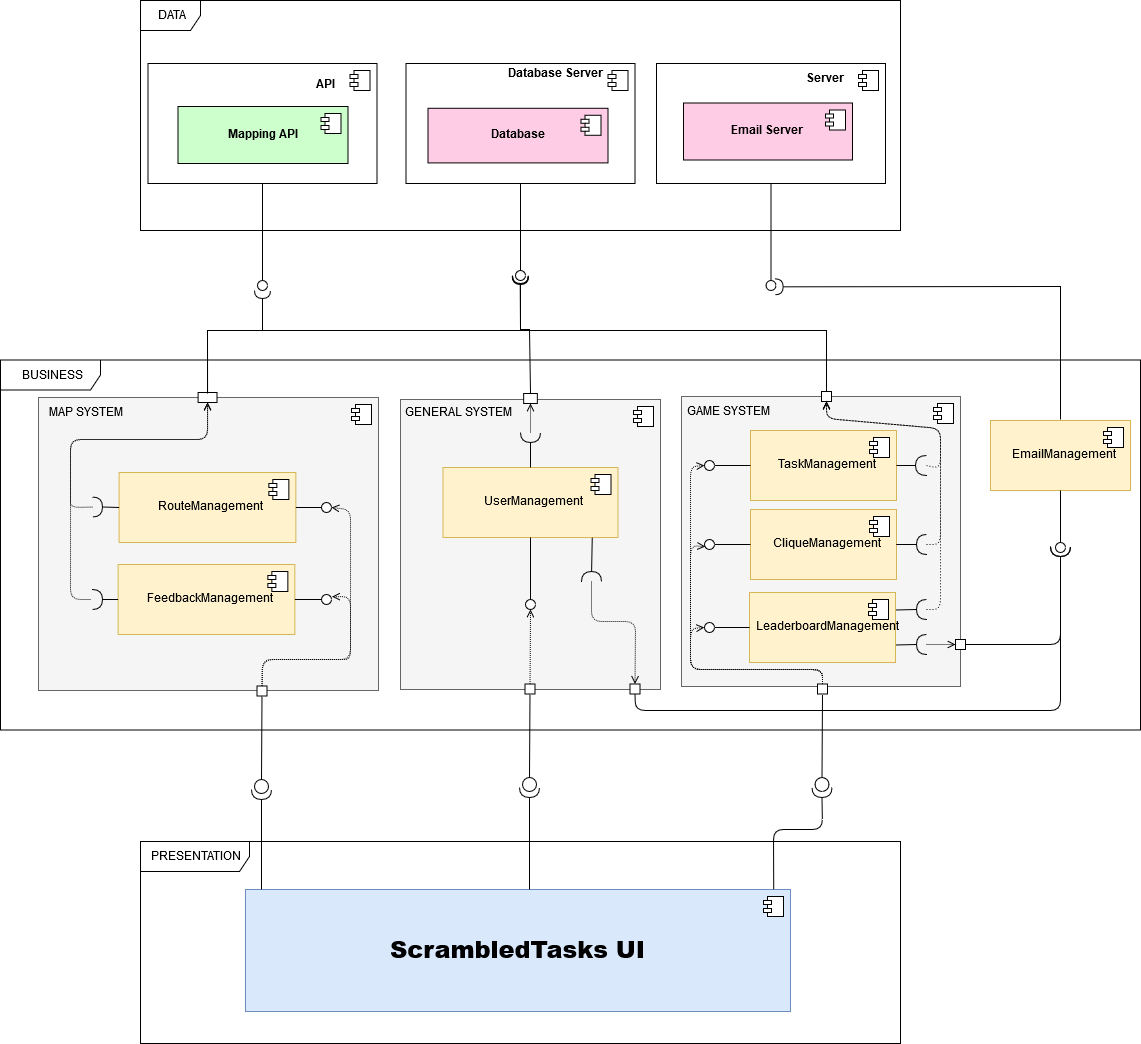 DATA
API
Mapping API
Database Server
Database
Server
Email Server
BUSINESS
MAP SYSTEM
RouteManagement
FeedbackManagement
GENERAL SYSTEM
UserManagement
GAME SYSTEM
TaskManagement
CliqueManagement
LeaderboardManagement
EmailManagement
PRESENTATION
ScrambledTasks UI